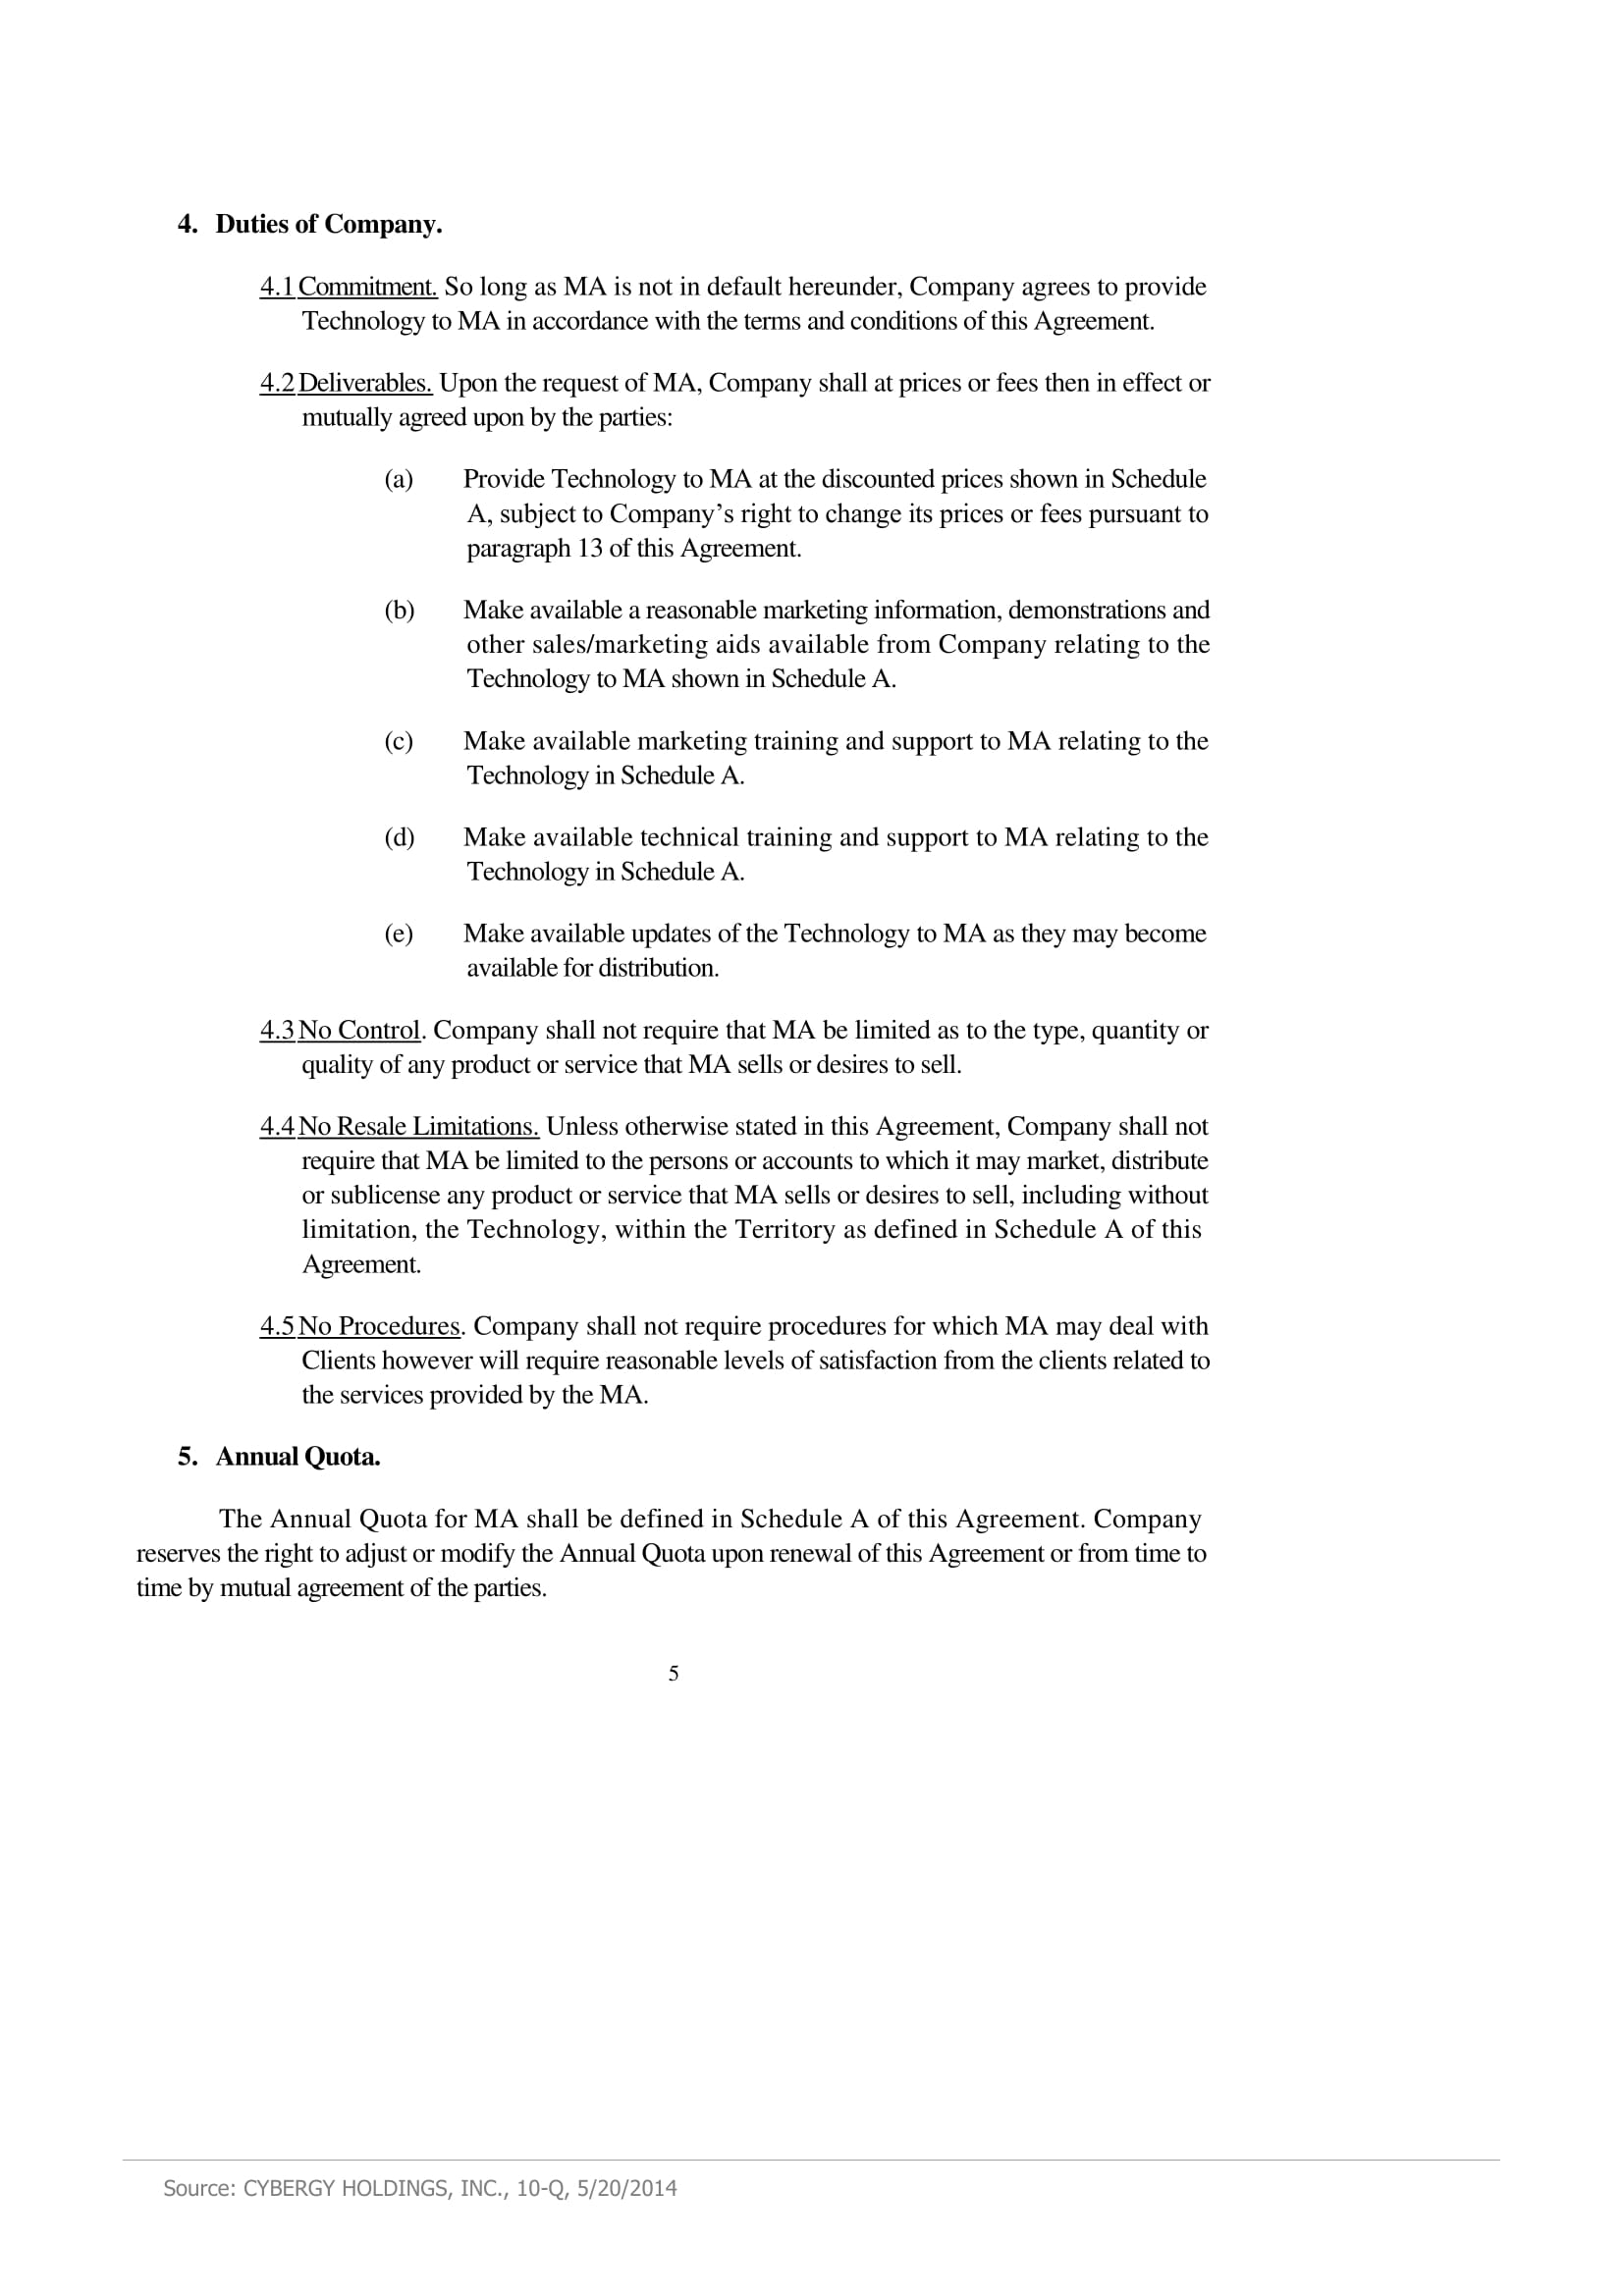 4. Duties of Company.
4.1 Commitment. So long as MA is not in default hereunder, Company agrees to provide
Technology to MA in accordance with the terms and conditions of this Agreement.
4.2 Deliverables. Upon the request of MA, Company shall at prices or fees then in effect or
mutually agreed upon by the parties:
(a) Provide Technology to MA at the discounted prices shown in Schedule
A, subject to Company’s right to change its prices or fees pursuant to
paragraph 13 of this Agreement.
(b) Make available a reasonable marketing information, demonstrations and
other sales/marketing aids available from Company relating to the
Technology to MA shown in Schedule A.
(c) Make available marketing training and support to MA relating to the
Technology in Schedule A.
(d) Make available technical training and support to MA relating to the
Technology in Schedule A.
(e) Make available updates of the Technology to MA as they may become
available for distribution.
4.3 No Control. Company shall not require that MA be limited as to the type, quantity or
quality of any product or service that MA sells or desires to sell.
4.4 No Resale Limitations. Unless otherwise stated in this Agreement, Company shall not
require that MA be limited to the persons or accounts to which it may market, distribute
or sublicense any product or service that MA sells or desires to sell, including without
limitation, the Technology, within the Territory as defined in Schedule A of this
Agreement.
4.5 No Procedures. Company shall not require procedures for which MA may deal with
Clients however will require reasonable levels of satisfaction from the clients related to
the services provided by the MA.
5. Annual Quota.
The Annual Quota for MA shall be defined in Schedule A of this Agreement. Company
reserves the right to adjust or modify the Annual Quota upon renewal of this Agreement or from time to
time by mutual agreement of the parties.
5
Source: CYBERGY HOLDINGS, INC., 10-Q, 5/20/2014